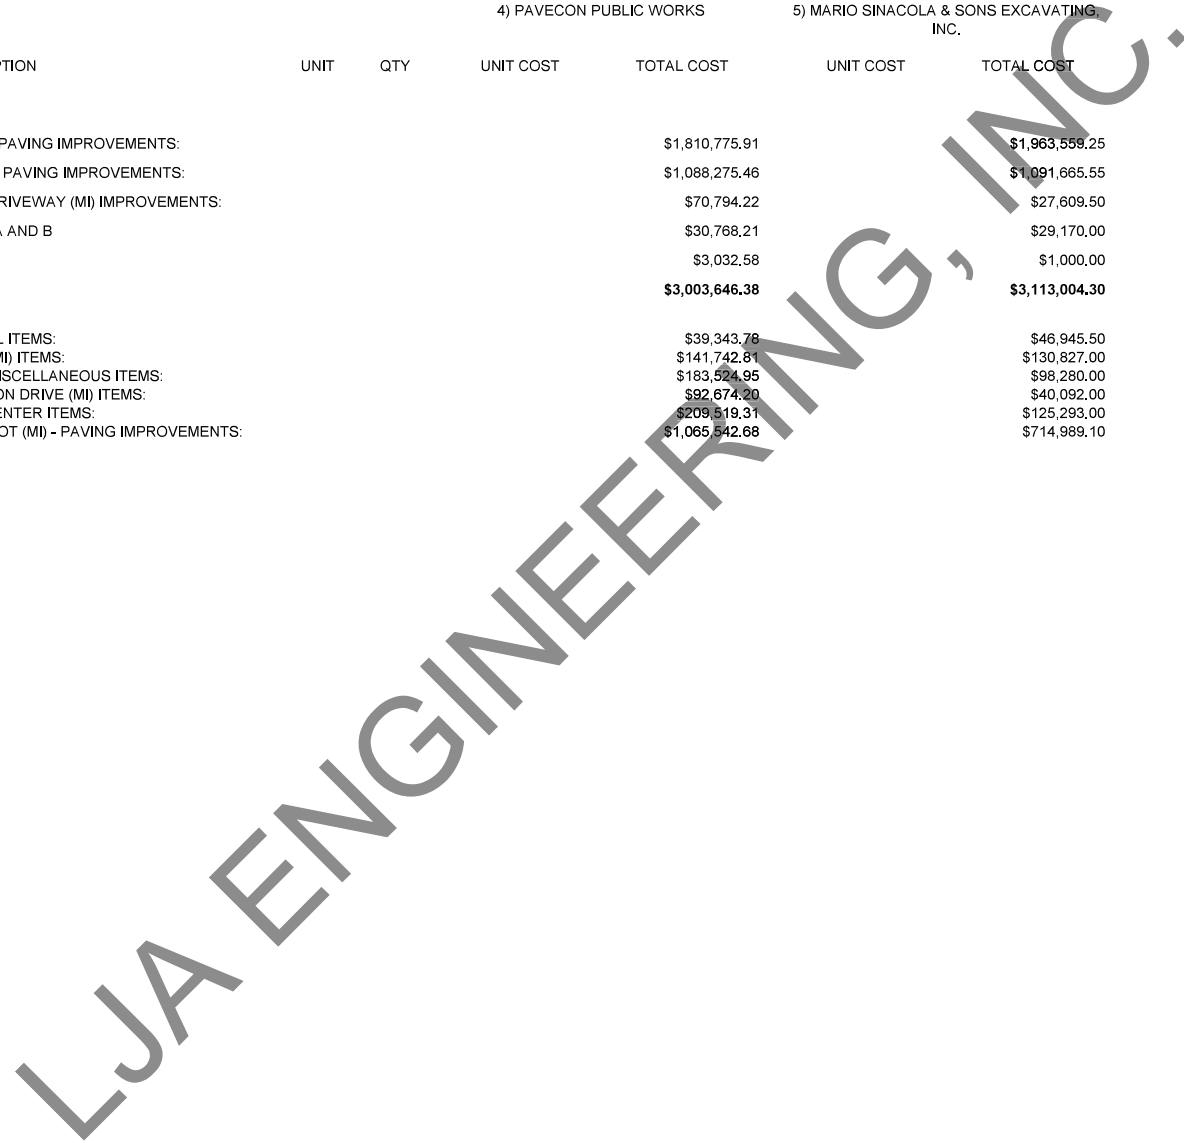 4) PAVECON PUBLIC WORKS 5) MARIO SINACOLA & SONS EXCAVATING, INC.
PTION UNIT QTY UNIT COST TOTAL COST UNIT COST TOTAL COST
PAVING IMPROVEMENTS: $1,810,775.91 $1,963,559.25
PAVING IMPROVEMENTS: $1,088,275.46 $1,091,665.55
RIVEWAY (MI) IMPROVEMENTS: $70,794.22 $27,609.50
A AND B $30,768.21 $29,170.00
$3,032.58 $1,000.00
$3,003,646.38 $3,113,004.30
L ITEMS: $39,343.78 $46,945.50
MI) ITEMS: $141,742.81 $130,827.00
ISCELLANEOUS ITEMS: $183,524.95 $98,280.00
ON DRIVE (MI) ITEMS: $92,674.20 $40,092.00
ENTER ITEMS: $209,519.31 $125,293.00
OT (MI) - PAVING IMPROVEMENTS: $1,065,542.68 $714,989.10
LJA ENGINEERING, INC.